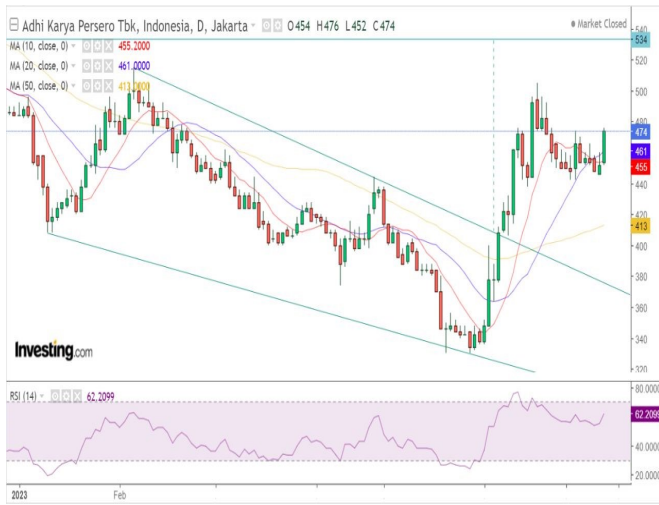 Adhi Karya Persero Tbk, Indonesia, D, Jakarta O454 H476 L452 C474
Market Closed
MA (10, close, 0) 455.2000
MA (20, close, 0) 461.0000
MA (50, close, 0) 413.0000
540
534
520
500
480
474
461
455
440
420
413
400
380
360
340
320
Investing.com
RSI (14) 62.2099
80.0000
62.2099
40.0000
20.0000
2023 Feb